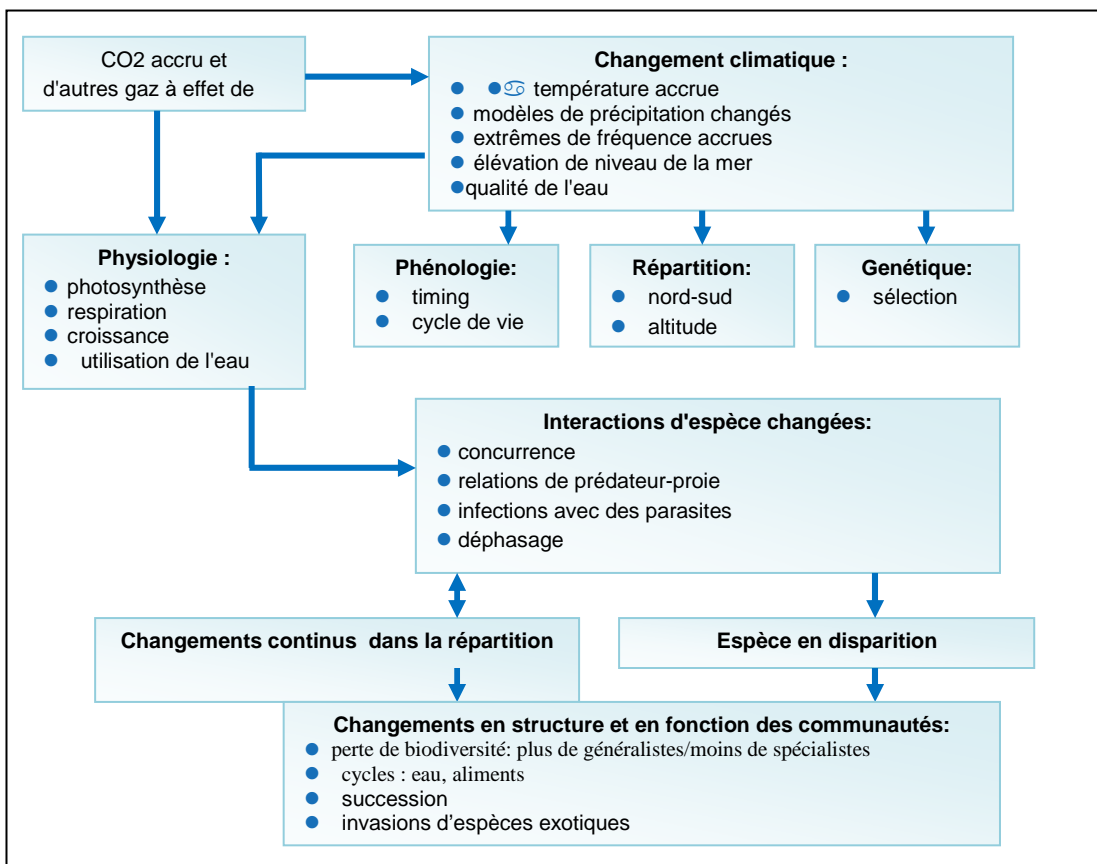 CO2 accru et
d'autres gaz à effet de
Changement climatique :
● ●♋ température accrue
● modèles de précipitation changés
● extrêmes de fréquence accrues
● élévation de niveau de la mer
●qualité de l'eau
Physiologie :
● photosynthèse
● respiration
● croissance
● utilisation de l'eau
Phénologie:
● timing
● cycle de vie
Répartition:
● nord-sud
● altitude
Genétique:
● sélection
Interactions d'espèce changées:
● concurrence
● relations de prédateur-proie
● infections avec des parasites
● déphasage
Changements continus dans la répartition
Espèce en disparition
Changements en structure et en fonction des communautés:
● perte de biodiversité: plus de généralistes/moins de spécialistes
● cycles : eau, aliments
● succession
● invasions d'espèces exotiques